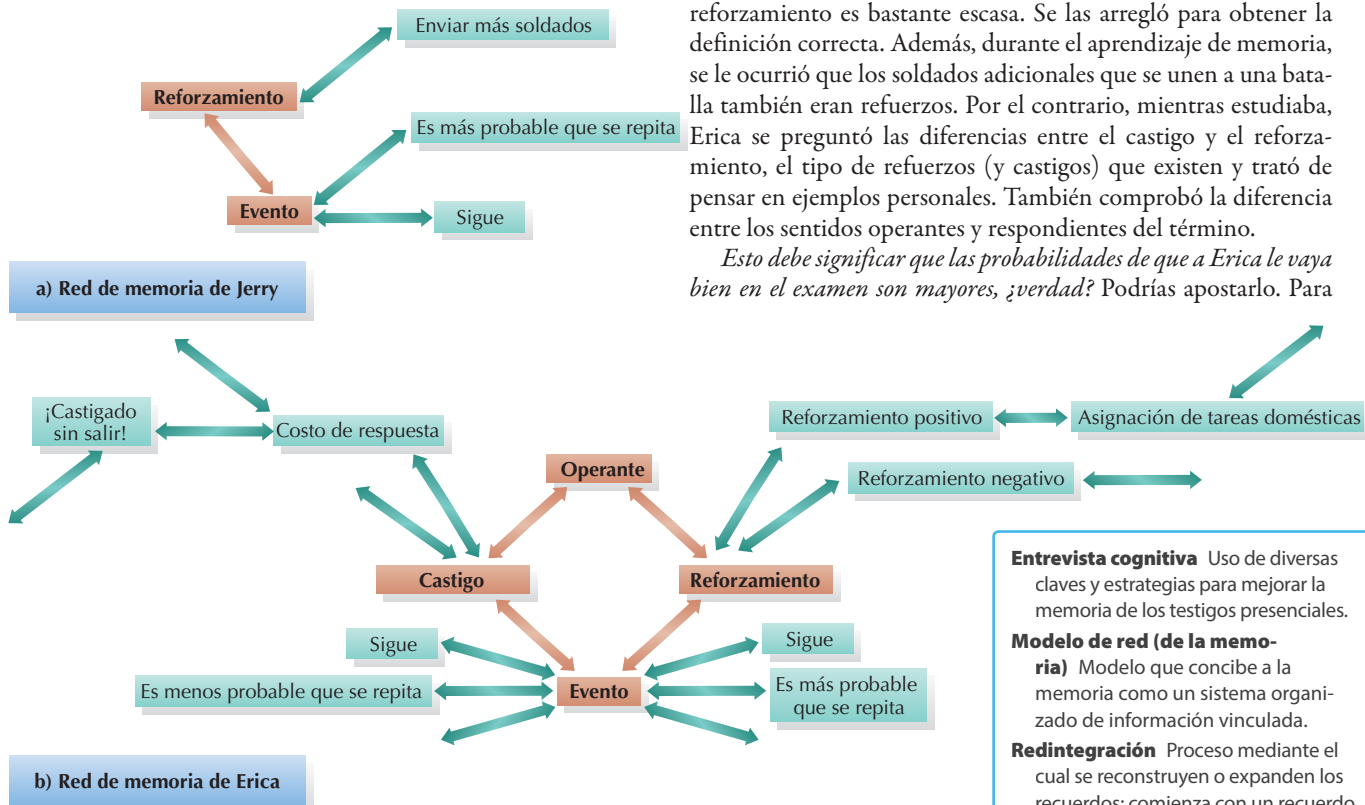 Enviar más soldados
Reforzamiento
Es más probable que se repita
Evento
Sigue
a) Red de memoria de Jerry
reforzamiento es bastante escasa. Se las arregló para obtener la
definición correcta. Además, durante el aprendizaje de memoria,
se le ocurrió que los soldados adicionales que se unen a una bata-
lla también eran refuerzos. Por el contrario, mientras estudiaba,
Erica se preguntó las diferencias entre el castigo y el reforza-
miento, el tipo de refuerzos (y castigos) que existen y trató de
pensar en ejemplos personales. También comprobó la diferencia
entre los sentidos operantes y respondientes del término.
Esto debe significar que las probabilidades de que a Erica le vaya
bien en el examen son mayores, ¿verdad? Podrías apostarlo. Para
¡Castigado
sin salir!
Costo de respuesta
Operante
Reforzamiento positivo
Asignación de tareas domésticas
Reforzamiento negativo
Castigo
Reforzamiento
Sigue
Es menos probable que se repita
Evento
Sigue
Es más probable
que se repita
b) Red de memoria de Erica
Entrevista cognitiva Uso de diversas
claves y estrategias para mejorar la
memoria de los testigos presenciales.
Modelo de red (de la memo-
ria) Modelo que concibe a la
memoria como un sistema organi-
zado de información vinculada.
Redintegración Proceso mediante el
cual se reconstruyen o expanden los
recuerdos; comienza con un recuerdo